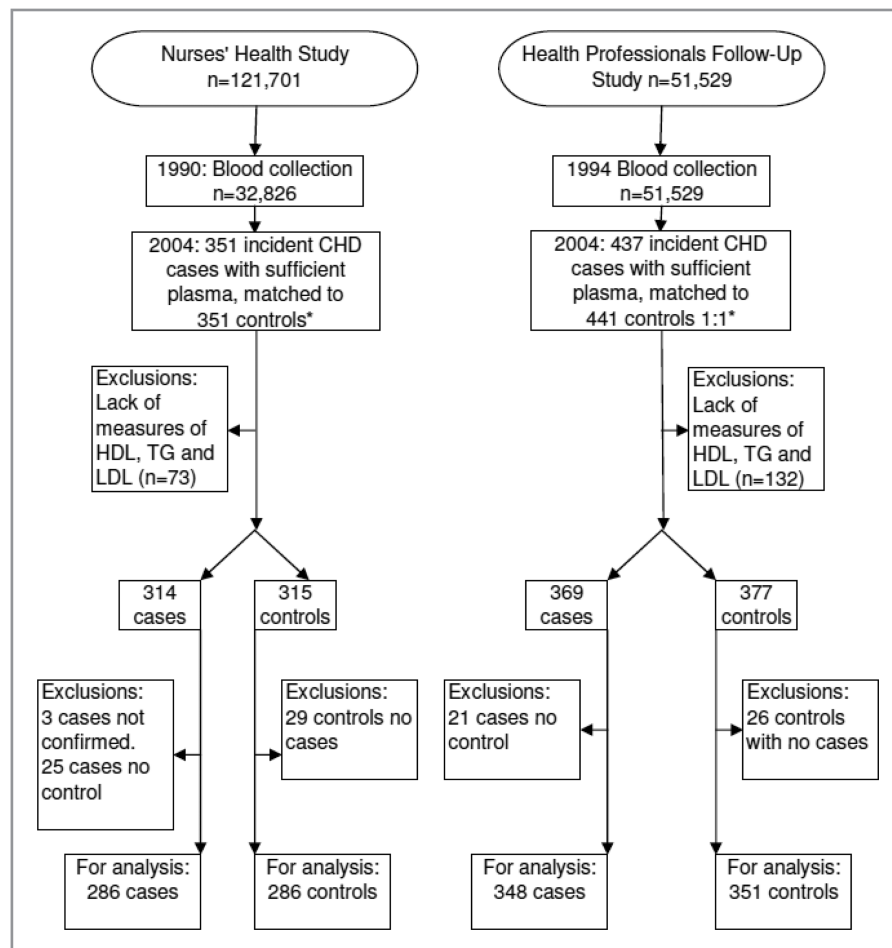 Nurses' Health Study
n=121,701
1990: Blood collection
n=32,826
2004: 351 incident CHD
cases with sufficient
plasma, matched to
351 controls*
Exclusions:
Lack of
measures of
HDL, TG and
LDL (n=73)
314
cases
315
controls
Exclusions:
3 cases not
confirmed.
25 cases no
control
Exclusions:
29 controls no
cases
For analysis:
286 cases
For analysis:
286 controls
Health Professionals Follow-Up
Study n=51,529
1994 Blood collection
n=51,529
2004: 437 incident CHD
cases with sufficient
plasma, matched to
441 controls 1:1*
Exclusions:
Lack of
measures of
HDL, TG and
LDL (n=132)
369
cases
377
controls
Exclusions:
21 cases no
control
Exclusions:
26 controls
with no cases
For analysis:
348 cases
For analysis:
351 controls